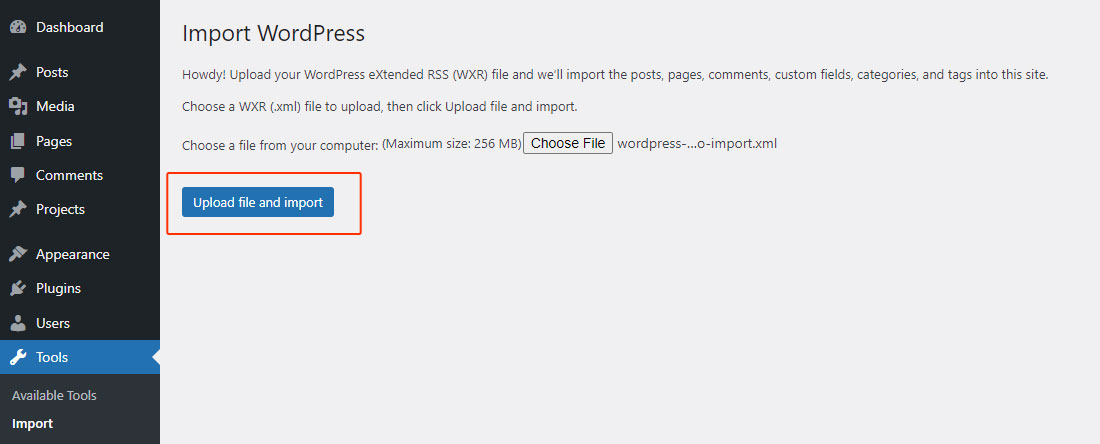 Dashboard
Posts
Media
Pages
Comments
Projects
Appearance
Plugins
Users
Tools
Available Tools
Import
Import WordPress
Howdy! Upload your WordPress eXtended RSS (WXR) file and we'll import the posts, pages, comments, custom fields, categories, and tags into this site.
Choose a WXR (.xml) file to upload, then click Upload file and import.
Choose a file from your computer: (Maximum size: 256 MB) Choose File wordpress-...o-import.xml
Upload file and import